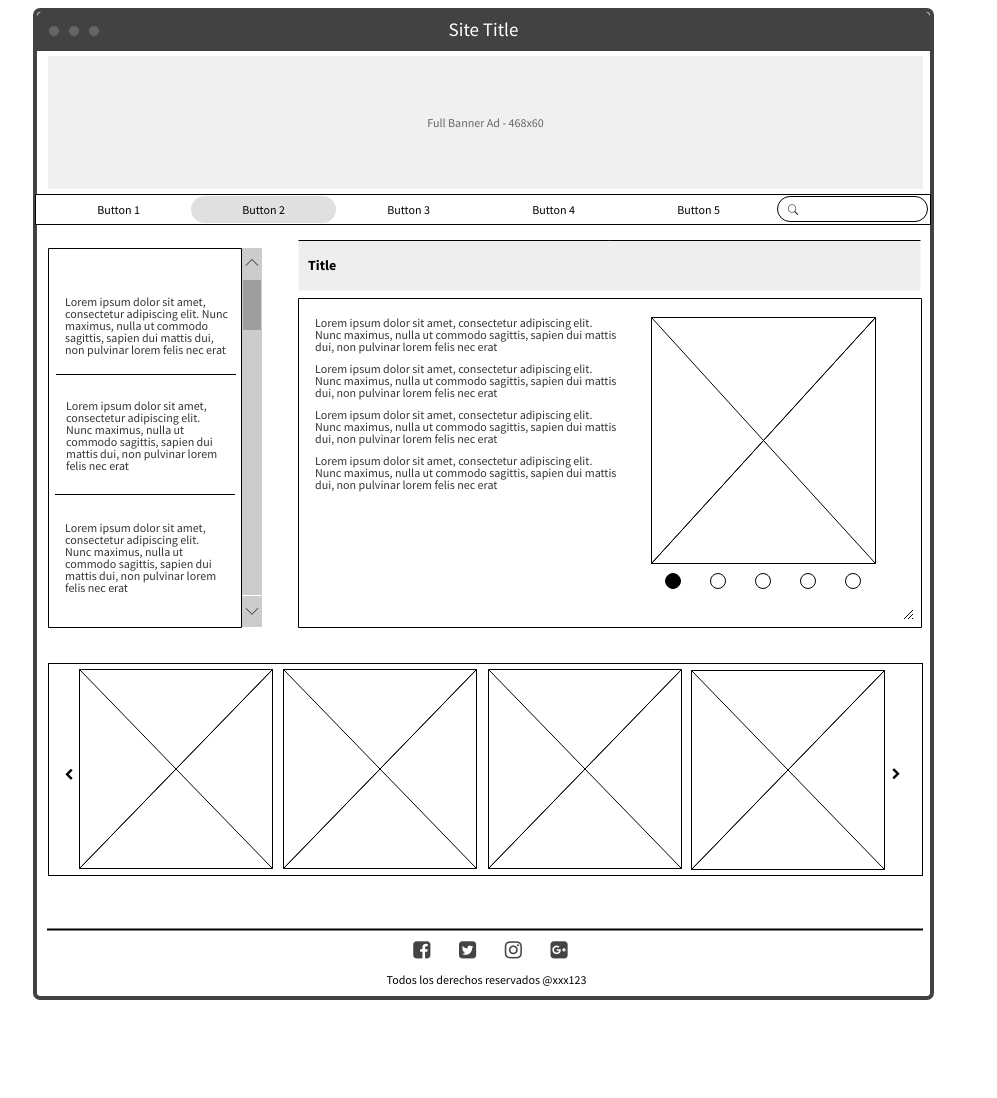 Site Title
Full Banner Ad - 468x60
Button 1 Button 2 Button 3 Button 4 Button 5
Lorem ipsum dolor sit amet,
consectetur adipiscing elit. Nunc
maximus, nulla ut commodo
sagittis, sapien dui mattis dui,
non pulvinar lorem felis nec erat
Lorem ipsum dolor sit amet,
consectetur adipiscing elit.
Nunc maximus, nulla ut
commodo sagittis, sapien dui
mattis dui, non pulvinar lorem
felis nec erat
Lorem ipsum dolor sit amet,
consectetur adipiscing elit.
Nunc maximus, nulla ut
commodo sagittis, sapien dui
mattis dui, non pulvinar lorem
felis nec erat
Title
Lorem ipsum dolor sit amet, consectetur adipiscing elit.
Nunc maximus, nulla ut commodo sagittis, sapien dui mattis
dui, non pulvinar lorem felis nec erat
Lorem ipsum dolor sit amet, consectetur adipiscing elit.
Nunc maximus, nulla ut commodo sagittis, sapien dui mattis
dui, non pulvinar lorem felis nec erat
Lorem ipsum dolor sit amet, consectetur adipiscing elit.
Nunc maximus, nulla ut commodo sagittis, sapien dui mattis
dui, non pulvinar lorem felis nec erat
Lorem ipsum dolor sit amet, consectetur adipiscing elit.
Nunc maximus, nulla ut commodo sagittis, sapien dui mattis
dui, non pulvinar lorem felis nec erat
Todos los derechos reservados @xxx123